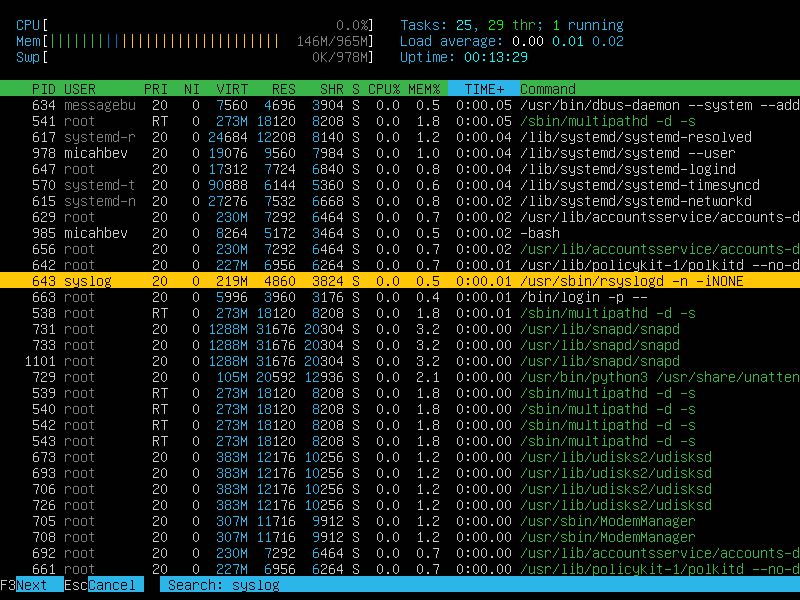 CPU[ 0.0%] Tasks: 25, 29 thr; 1 running
Mem[|||||||||||||||||||||||||||||| 146M/965M] Load average: 0.00 0.01 0.02
Swp[ 0K/978M] Uptime: 00:13:29
PID USER PRI NI VIRT RES SHR S CPU% MEM% TIME+ Command
634 messagebu 20 0 7560 4696 3904 S 0.0 0.5 0:00.05 /usr/bin/dbus-daemon --system --add
541 root RT 0 273M 18120 8208 S 0.0 1.8 0:00.05 /sbin/multipathd -d -s
617 systemd-r 20 0 24684 12208 8140 S 0.0 1.2 0:00.04 /lib/systemd/systemd-resolved
978 micahbev 20 0 19076 9560 7984 S 0.0 1.0 0:00.04 /lib/systemd/systemd --user
647 root 20 0 17312 7724 6840 S 0.0 0.8 0:00.04 /lib/systemd/systemd-logind
570 systemd-t 20 0 90888 6144 5360 S 0.0 0.6 0:00.04 /lib/systemd/systemd-timesyncd
615 systemd-n 20 0 27276 7532 6668 S 0.0 0.8 0:00.02 /lib/systemd/systemd-networkd
629 root 20 0 230M 7292 6464 S 0.0 0.7 0:00.02 /usr/lib/accountsservice/accounts-d
985 micahbev 20 0 8264 5172 3464 S 0.0 0.5 0:00.02 -bash
656 root 20 0 230M 7292 6464 S 0.0 0.7 0:00.02 /usr/lib/accountsservice/accounts-d
642 root 20 0 227M 6956 6264 S 0.0 0.7 0:00.01 /usr/lib/policykit-1/polkitd --no-d
643 syslog 20 0 219M 4860 3824 S 0.0 0.5 0:00.01 /usr/sbin/rsyslogd -n -iNONE
663 root 20 0 5996 3960 3176 S 0.0 0.4 0:00.01 /bin/login -p --
538 root RT 0 273M 18120 8208 S 0.0 1.8 0:00.01 /sbin/multipathd -d -s
731 root 20 0 1288M 31676 20304 S 0.0 3.2 0:00.00 /usr/lib/snapd/snapd
733 root 20 0 1288M 31676 20304 S 0.0 3.2 0:00.00 /usr/lib/snapd/snapd
1101 root 20 0 1288M 31676 20304 S 0.0 3.2 0:00.00 /usr/lib/snapd/snapd
729 root 20 0 105M 20592 12936 S 0.0 2.1 0:00.00 /usr/bin/python3 /usr/share/unatten
539 root RT 0 273M 18120 8208 S 0.0 1.8 0:00.00 /sbin/multipathd -d -s
540 root RT 0 273M 18120 8208 S 0.0 1.8 0:00.00 /sbin/multipathd -d -s
542 root RT 0 273M 18120 8208 S 0.0 1.8 0:00.00 /sbin/multipathd -d -s
543 root RT 0 273M 18120 8208 S 0.0 1.8 0:00.00 /sbin/multipathd -d -s
673 root 20 0 383M 12176 10256 S 0.0 1.2 0:00.00 /usr/lib/udisks2/udisksd
693 root 20 0 383M 12176 10256 S 0.0 1.2 0:00.00 /usr/lib/udisks2/udisksd
706 root 20 0 383M 12176 10256 S 0.0 1.2 0:00.00 /usr/lib/udisks2/udisksd
726 root 20 0 383M 12176 10256 S 0.0 1.2 0:00.00 /usr/lib/udisks2/udisksd
705 root 20 0 307M 11716 9912 S 0.0 1.2 0:00.00 /usr/sbin/ModemManager
708 root 20 0 307M 11716 9912 S 0.0 1.2 0:00.00 /usr/sbin/ModemManager
692 root 20 0 230M 7292 6464 S 0.0 0.7 0:00.00 /usr/lib/accountsservice/accounts-d
661 root 20 0 227M 6956 6264 S 0.0 0.7 0:00.00 /usr/lib/policykit-1/polkitd --no-d
F3Next EscCancel Search: syslog